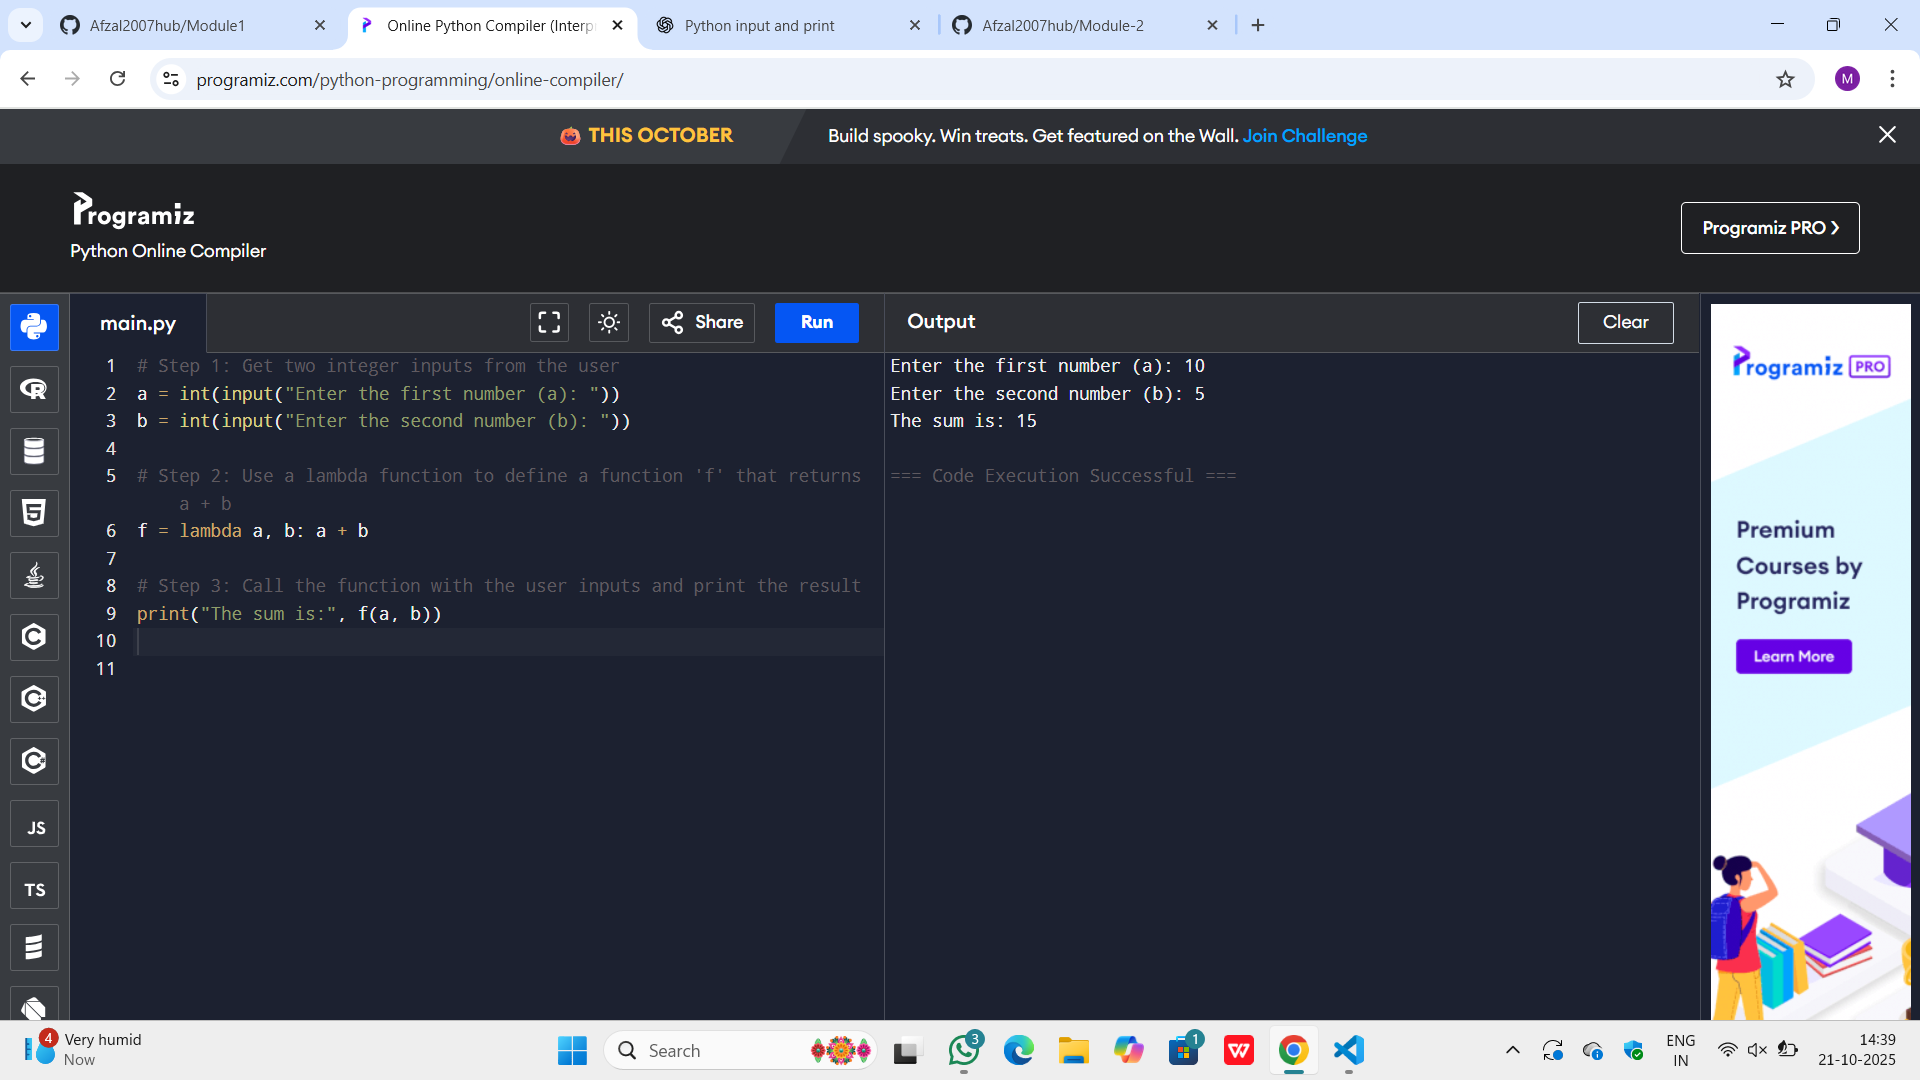 Afzal2007hub/Module1
Online Python Compiler (Interp
Python input and print
Afzal2007hub/Module-2
programiz.com/python-programming/online-compiler/
M
THIS OCTOBER
Build spooky. Win treats. Get featured on the Wall. Join Challenge
Programiz
Python Online Compiler
Programiz PRO
main.py
Share
Run
Output
Clear
1 # Step 1: Get two integer inputs from the user
2 a = int(input("Enter the first number (a): "))
3 b = int(input("Enter the second number (b): "))
4
5 # Step 2: Use a lambda function to define a function 'f' that returns
a + b
6 f = lambda a, b: a + b
7
8 # Step 3: Call the function with the user inputs and print the result
9 print("The sum is:", f(a, b))
10
11
Enter the first number (a): 10
Enter the second number (b): 5
The sum is: 15
=== Code Execution Successful ===
JS
TS
Programiz PRO
Premium
Courses by
Programiz
Learn More
4
Very humid
Now
Search
3
1
W
ENG
IN
14:39
21-10-2025